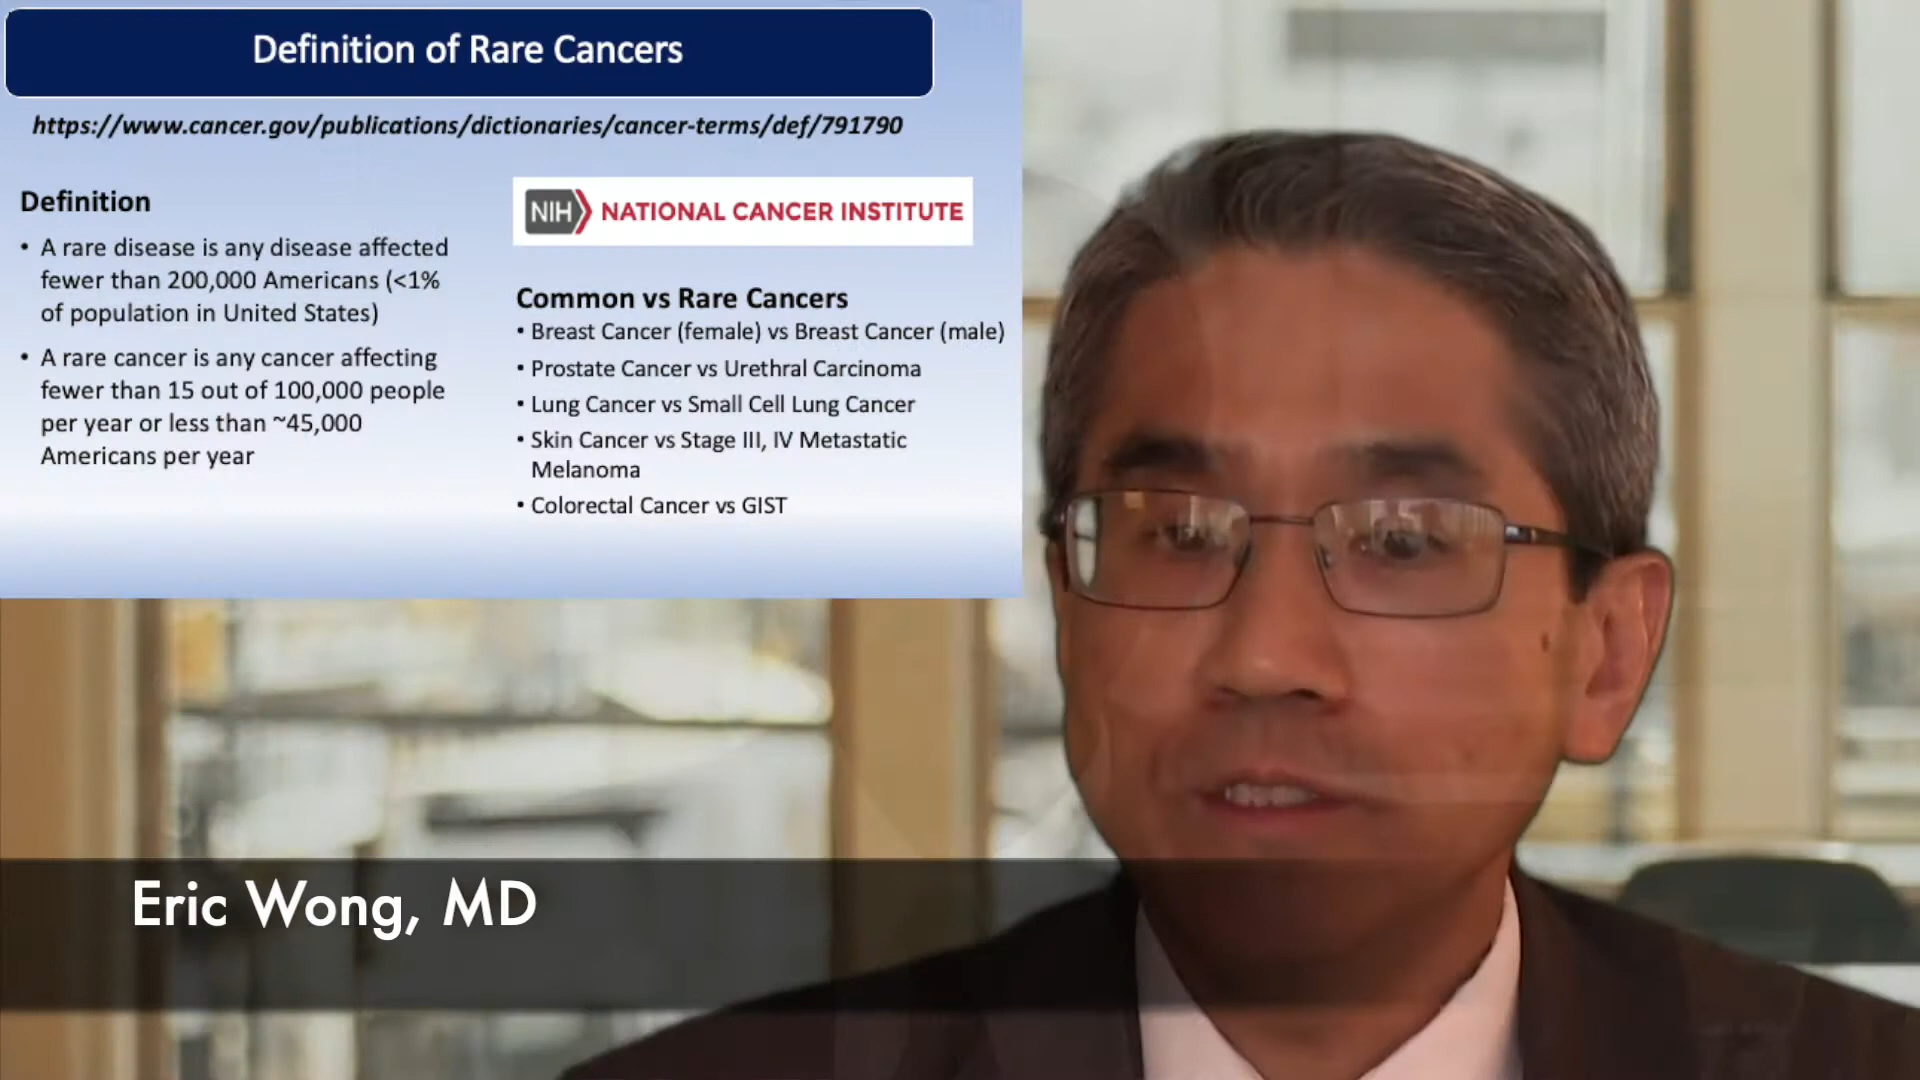 Definition of Rare Cancers
https://www.cancer.gov/publications/dictionaries/cancer-terms/def/791790
Definition
• A rare disease is any disease affected
fewer than 200,000 Americans (<1%
of population in United States)
• A rare cancer is any cancer affecting
fewer than 15 out of 100,000 people
per year or less than ~45,000
Americans per year
NIH NATIONAL CANCER INSTITUTE
Common vs Rare Cancers
• Breast Cancer (female) vs Breast Cancer (male)
• Prostate Cancer vs Urethral Carcinoma
• Lung Cancer vs Small Cell Lung Cancer
• Skin Cancer vs Stage III, IV Metastatic
Melanoma
• Colorectal Cancer vs GIST
Eric Wong, MD